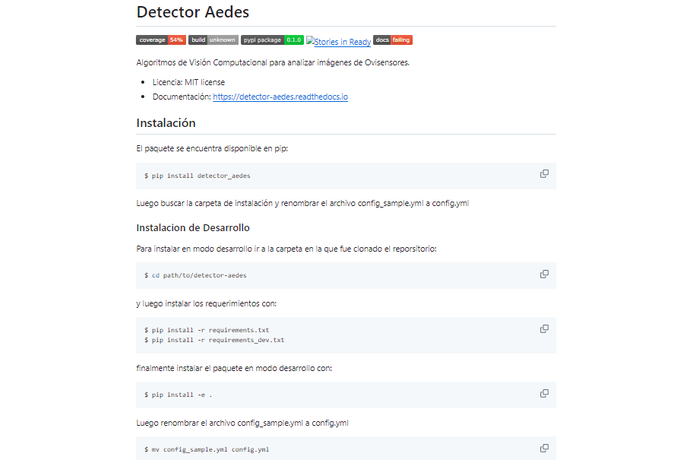 Detector Aedes
coverage 54% build unknown pypi package 0.1.0 Stories in Ready docs failing
Algoritmos de Visión Computacional para analizar imágenes de Ovisensores.
Licencia: MIT license
Documentación: https://detector-aedes.readthedocs.io
Instalación
El paquete se encuentra disponible en pip:
$ pip install detector_aedes
Luego buscar la carpeta de instalación y renombrar el archivo config_sample.yml a config.yml
Instalacion de Desarrollo
Para instalar en modo desarrollo ir a la carpeta en la que fue clonado el reporsitorio:
$ cd path/to/detector-aedes
y luego instalar los requerimientos con:
$ pip install -r requirements.txt
$ pip install -r requirements_dev.txt
finalmente instalar el paquete en modo desarrollo con:
$ pip install -e .
Luego renombrar el archivo config_sample.yml a config.yml
$ mv config_sample.yml config.yml